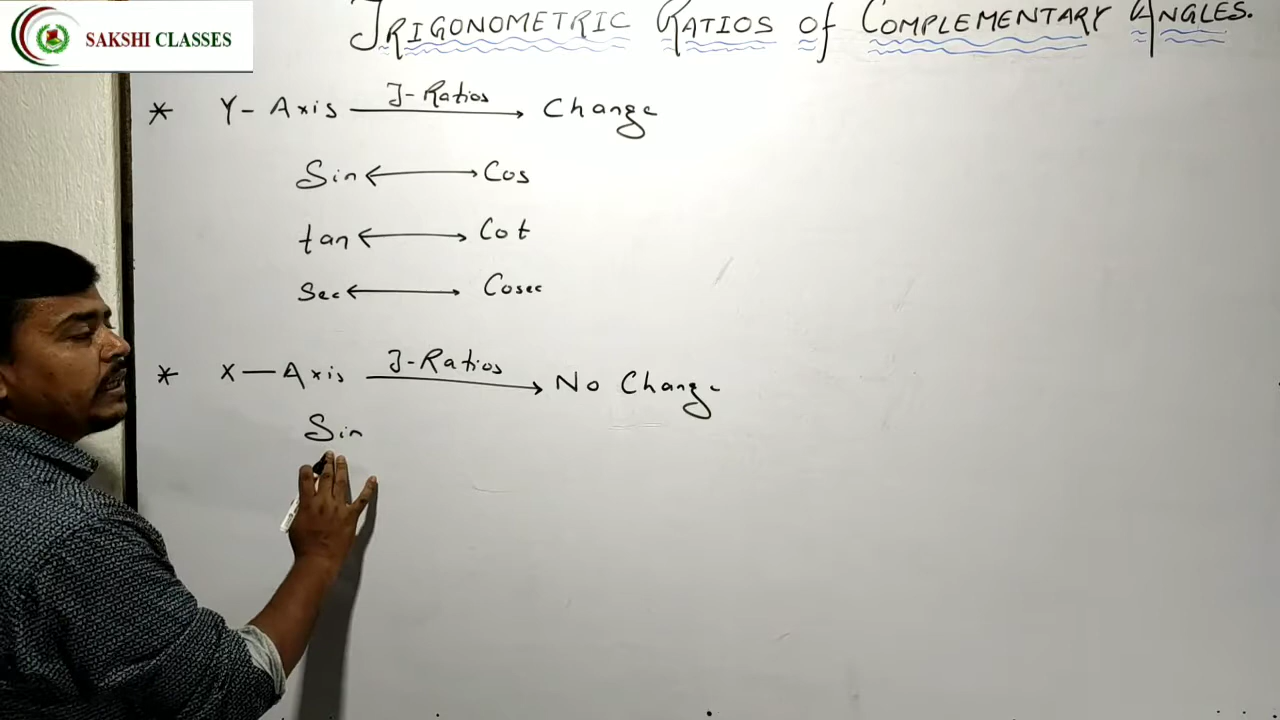 SAKSHI CLASSES
TRIGONOMETRIC RATIOS of COMPLEMENTARY ANGLES.
* Y-Axis T-Ratios → Change
Sin ↔ Cos
tan ↔ Cot
Sec ↔ Cosec
* X-Axis T-Ratios → No Change
Sin